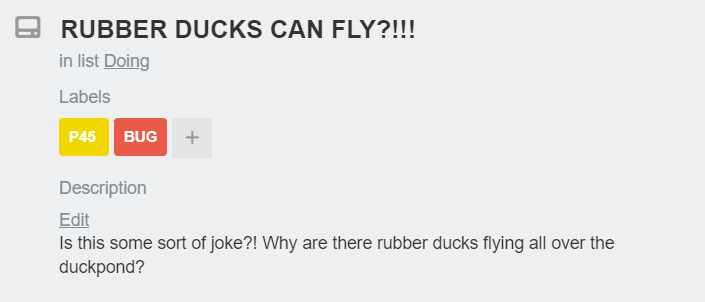 RUBBER DUCKS CAN FLY?!!!
in list Doing
Labels
P45 BUG +
Description
Edit
Is this some sort of joke?! Why are there rubber ducks flying all over the
duckpond?